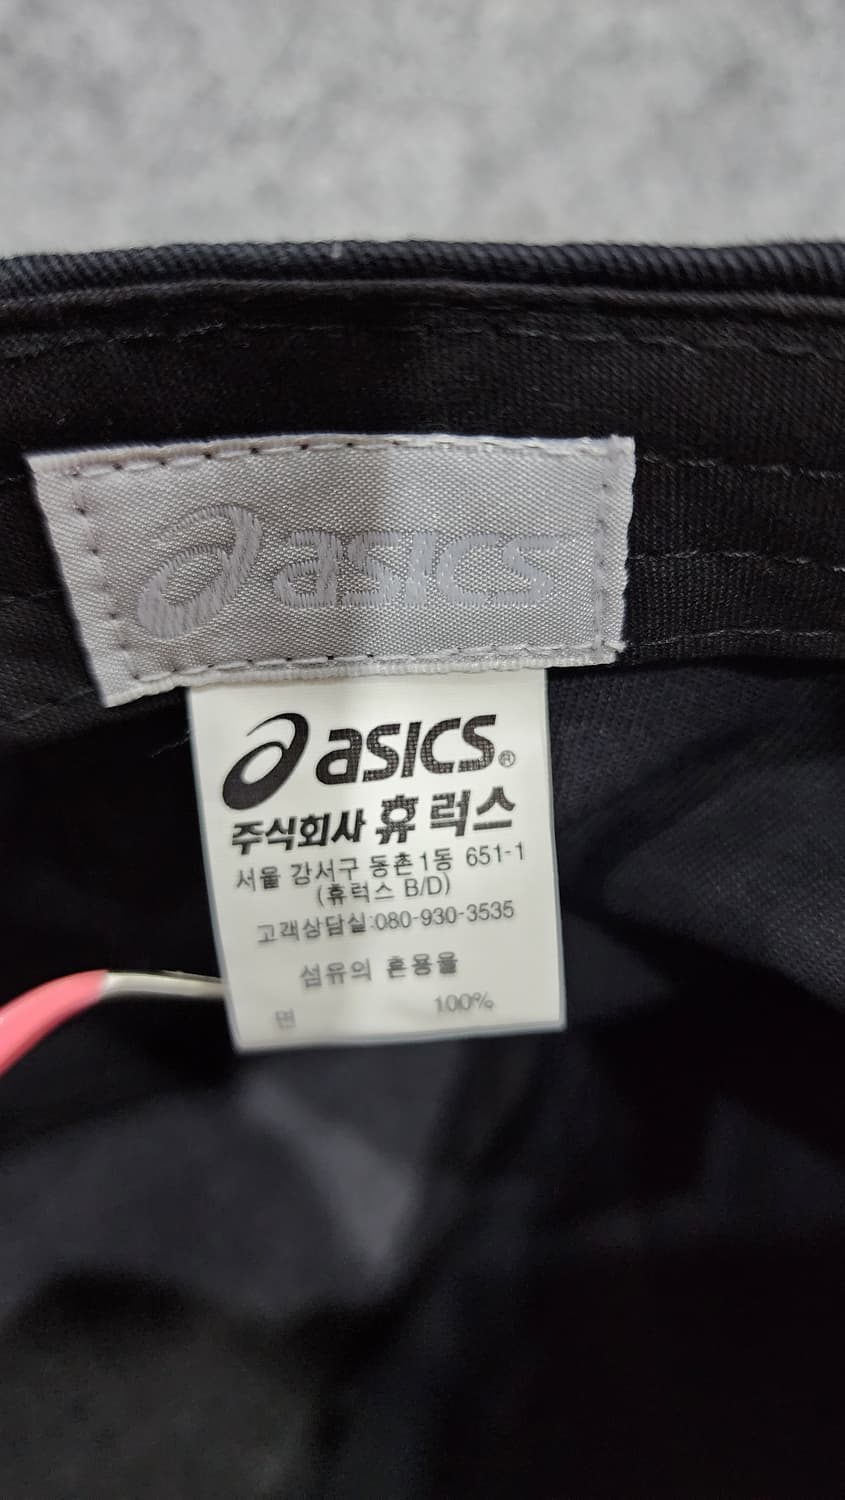 asics
asics®
주식회사 휴럭스
서울 강서구 등촌1동 651-1
(휴럭스 B/D)
고객상담실:080-930-3535
섬유의 혼용율
면 100%